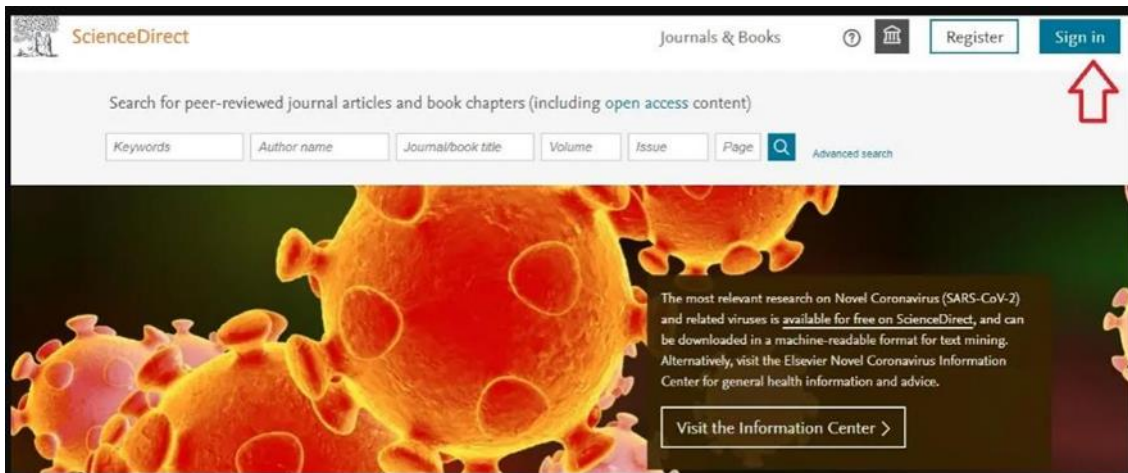 ScienceDirect
Journals & Books
?
Register
Sign in
Search for peer-reviewed journal articles and book chapters (including open access content)
Keywords
Author name
Journal/book title
Volume
Issue
Page
Advanced search
The most relevant research on Novel Coronavirus (SARS-CoV-2)
and related viruses is available for free on ScienceDirect, and can
be downloaded in a machine-readable format for text mining.
Alternatively, visit the Elsevier Novel Coronavirus Information
Center for general health information and advice.
Visit the Information Center >